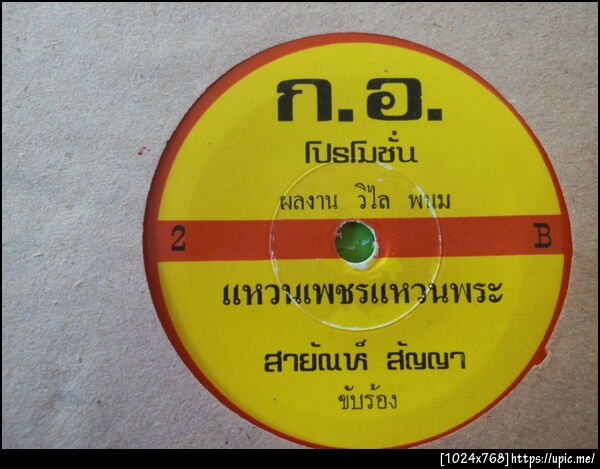 ก.อ.
โปรโมชั่น
ผลงาน วิไล พนม
2 B
แหวนเพชรแหวนพระ
สายัณห์ สัญญา
ขับร้อง
[1024x768]https://upic.me/